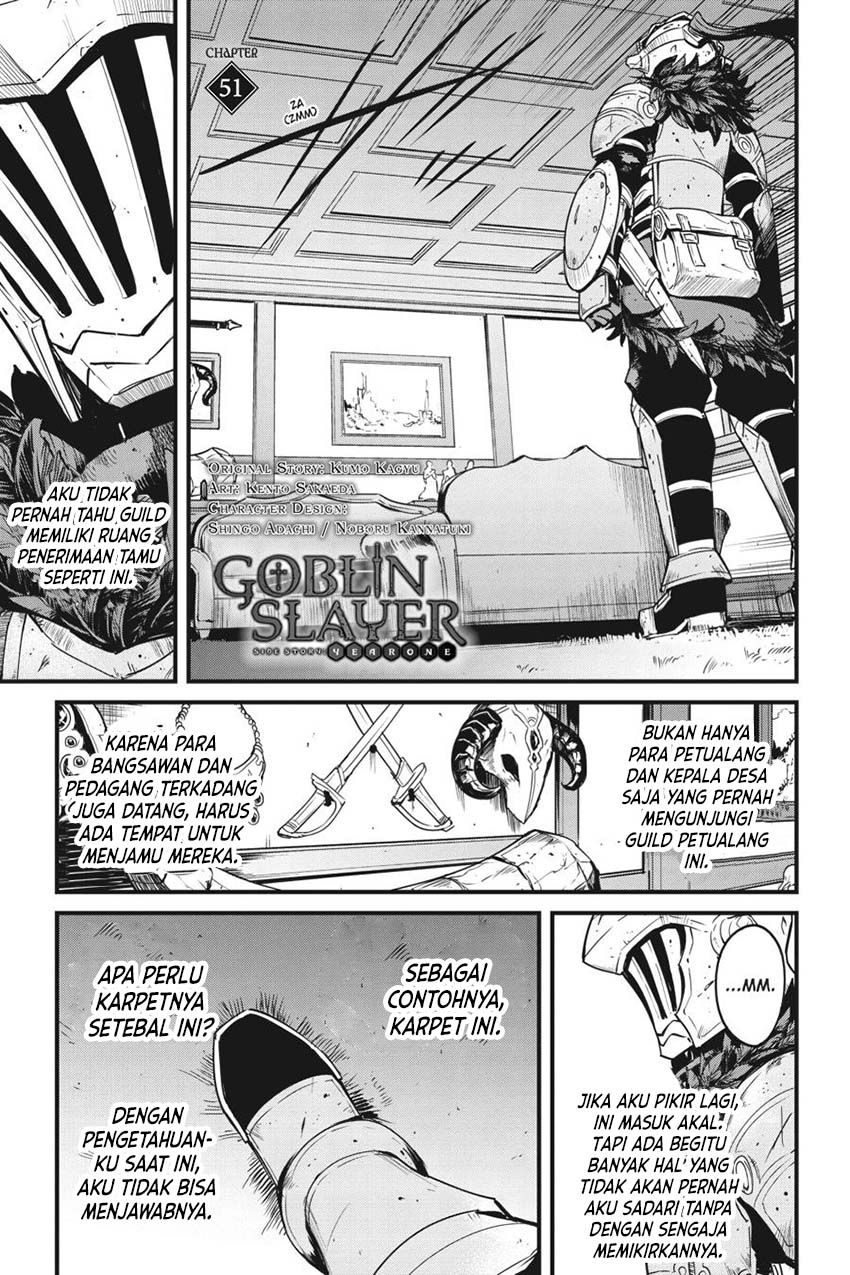 CHAPTER
51
ZA
(ZMM)
ORIGINAL STORY: KUMO KAGYU
ART: KENTO SAKAEDA
CHARACTER DESIGN:
SHINGO ADACHI / NOBORU KANNATUKI
GOBLIN
SLAYER
SIDE STORY: YEAR ONE
AKU TIDAK
PERNAH TAHU GUILD
MEMILIKI RUANG
PENERIMAAN TAMU
SEPERTI INI.
BUKAN HANYA
PARA PETUALANG
DAN KEPALA DESA
SAJA YANG PERNAH
MENGUNJUNGI
GUILD PETUALANG
INI.
KARENA PARA
BANGSAWAN DAN
PEDAGANG TERKADANG
JUGA DATANG, HARUS
ADA TEMPAT UNTUK
MENJAMU MEREKA.
...MM.
JIKA AKU PIKIR LAGI,
INI MASUK AKAL.
TAPI ADA BEGITU
BANYAK HAL' YANG
TIDAK AKAN PERNAH
AKU SADARI TANPA
DENGAN SENGAJA
MEMIKIRKANNYA.
SEBAGAI
CONTOHNYA,
KARPET INI.
APA PERLU
KARPETNYA
SETEBAL INI?
DENGAN
PENGETAHUAN-
KU SAAT INI,
AKU TIDAK BISA
MENJAWABNYA.